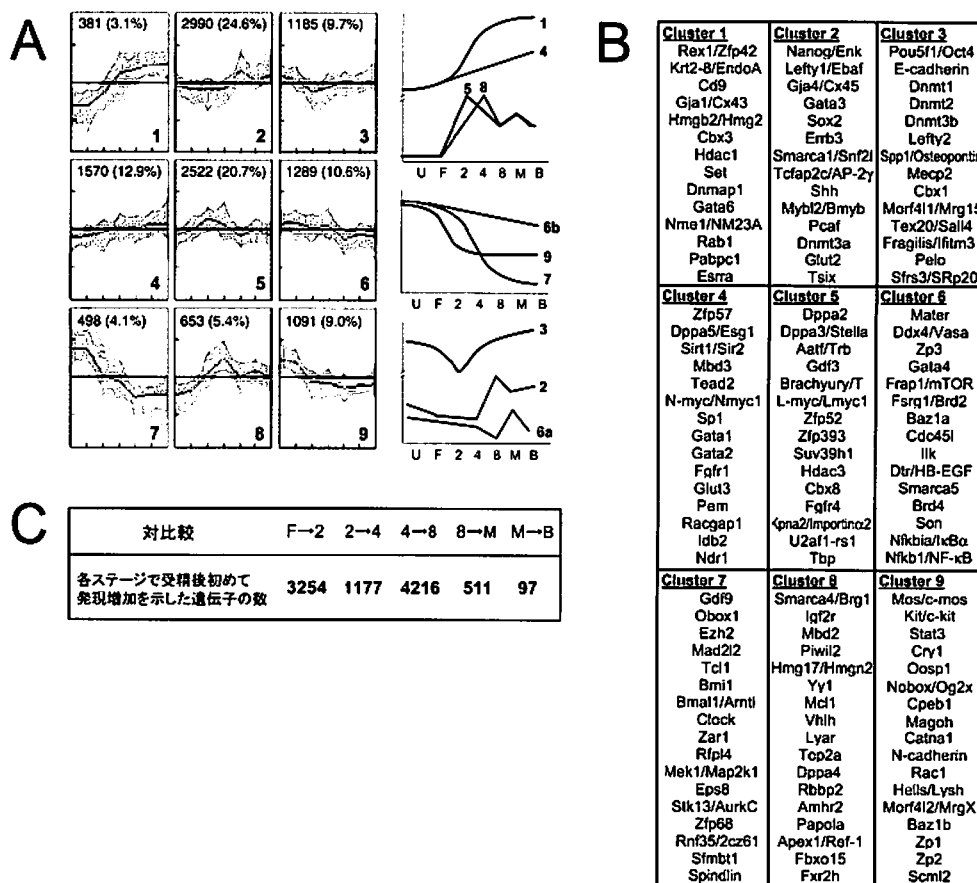 A
381 (3.1%)
2990 (24.6%)
1185 (9.7%)
1
2
3
1570 (12.9%)
2522 (20.7%)
1289 (10.6%)
4
5
6
498 (4.1%)
653 (5.4%)
1091 (9.0%)
7
8
9
1
4
5 8
U F 2 4 8 M B
6b
9
7
U F 2 4 8 M B
3
2
6a
U F 2 4 8 M B
B
Cluster 1
Rex1/Zfp42
Krt2-8/EndoA
Cd9
Gja1/Cx43
Hmgb2/Hmg2
Cbx3
Hdac1
Set
Dnmap1
Gata6
Nme1/NM23A
Rab1
Pabpc1
Esrra
Cluster 2
Nanog/Enk
Lefty1/Ebaf
Gja4/Cx45
Gata3
Sox2
Errb3
Smarca1/Snf2l
Tcfap2c/AP-2γ
Shh
Mybl2/Bmyb
Pcaf
Dnmt3a
Glut2
Tsix
Cluster 3
Pou5f1/Oct4
E-cadherin
Dnmt1
Dnmt2
Dnmt3b
Lefty2
Spp1/Osteopontin
Mecp2
Cbx1
Morf4l1/Mrg15
Tex20/Sall4
Fragilis/Ifitm3
Pelo
Sfrs3/SRp20
Cluster 4
Zfp57
Dppa5/Esg1
Sirt1/Sir2
Mbd3
Tead2
N-myc/Nmyc1
Sp1
Gata1
Gata2
Fgfr1
Glut3
Pem
Racgap1
Idb2
Ndr1
Cluster 5
Dppa2
Dppa3/Stella
Aatf/Trb
Gdf3
Brachyury/T
L-myc/Lmyc1
Zfp52
Zfp393
Suv39h1
Hdac3
Cbx8
Fgfr4
Kpna2/Importinα2
U2af1-rs1
Tbp
Cluster 6
Mater
Ddx4/Vasa
Zp3
Gata4
Frap1/mTOR
Fsrg1/Brd2
Baz1a
Cdc45l
Ilk
Dtr/HB-EGF
Smarca5
Brd4
Son
Nfkbia/IκBα
Nfkb1/NF-κB
Cluster 7
Gdf9
Obox1
Ezh2
Mad2l2
Tcl1
Bmi1
Bmal1/Arntl
Clock
Zar1
Rfpl4
Mek1/Map2k1
Eps8
Stk13/AurkC
Zfp68
Rnf35/2cz61
Sfmbt1
Spindlin
Cluster 8
Smarca4/Brg1
Igf2r
Mbd2
Piwil2
Hmg17/Hmgn2
Yy1
Mcl1
Vhlh
Lyar
Top2a
Dppa4
Rbbp2
Amhr2
Papola
Apex1/Ref-1
Fbxo15
Fxr2h
Cluster 9
Mos/c-mos
Kit/c-kit
Stat3
Cry1
Oosp1
Nobox/Og2x
Cpeb1
Magoh
Catna1
N-cadherin
Rac1
Hells/Lysh
Morf4l2/MrgX
Baz1b
Zp1
Zp2
Scml2
C
対比較 F→2 2→4 4→8 8→M M→B
各ステージで受精後初めて
発現増加を示した遺伝子の数 3254 1177 4216 511 97